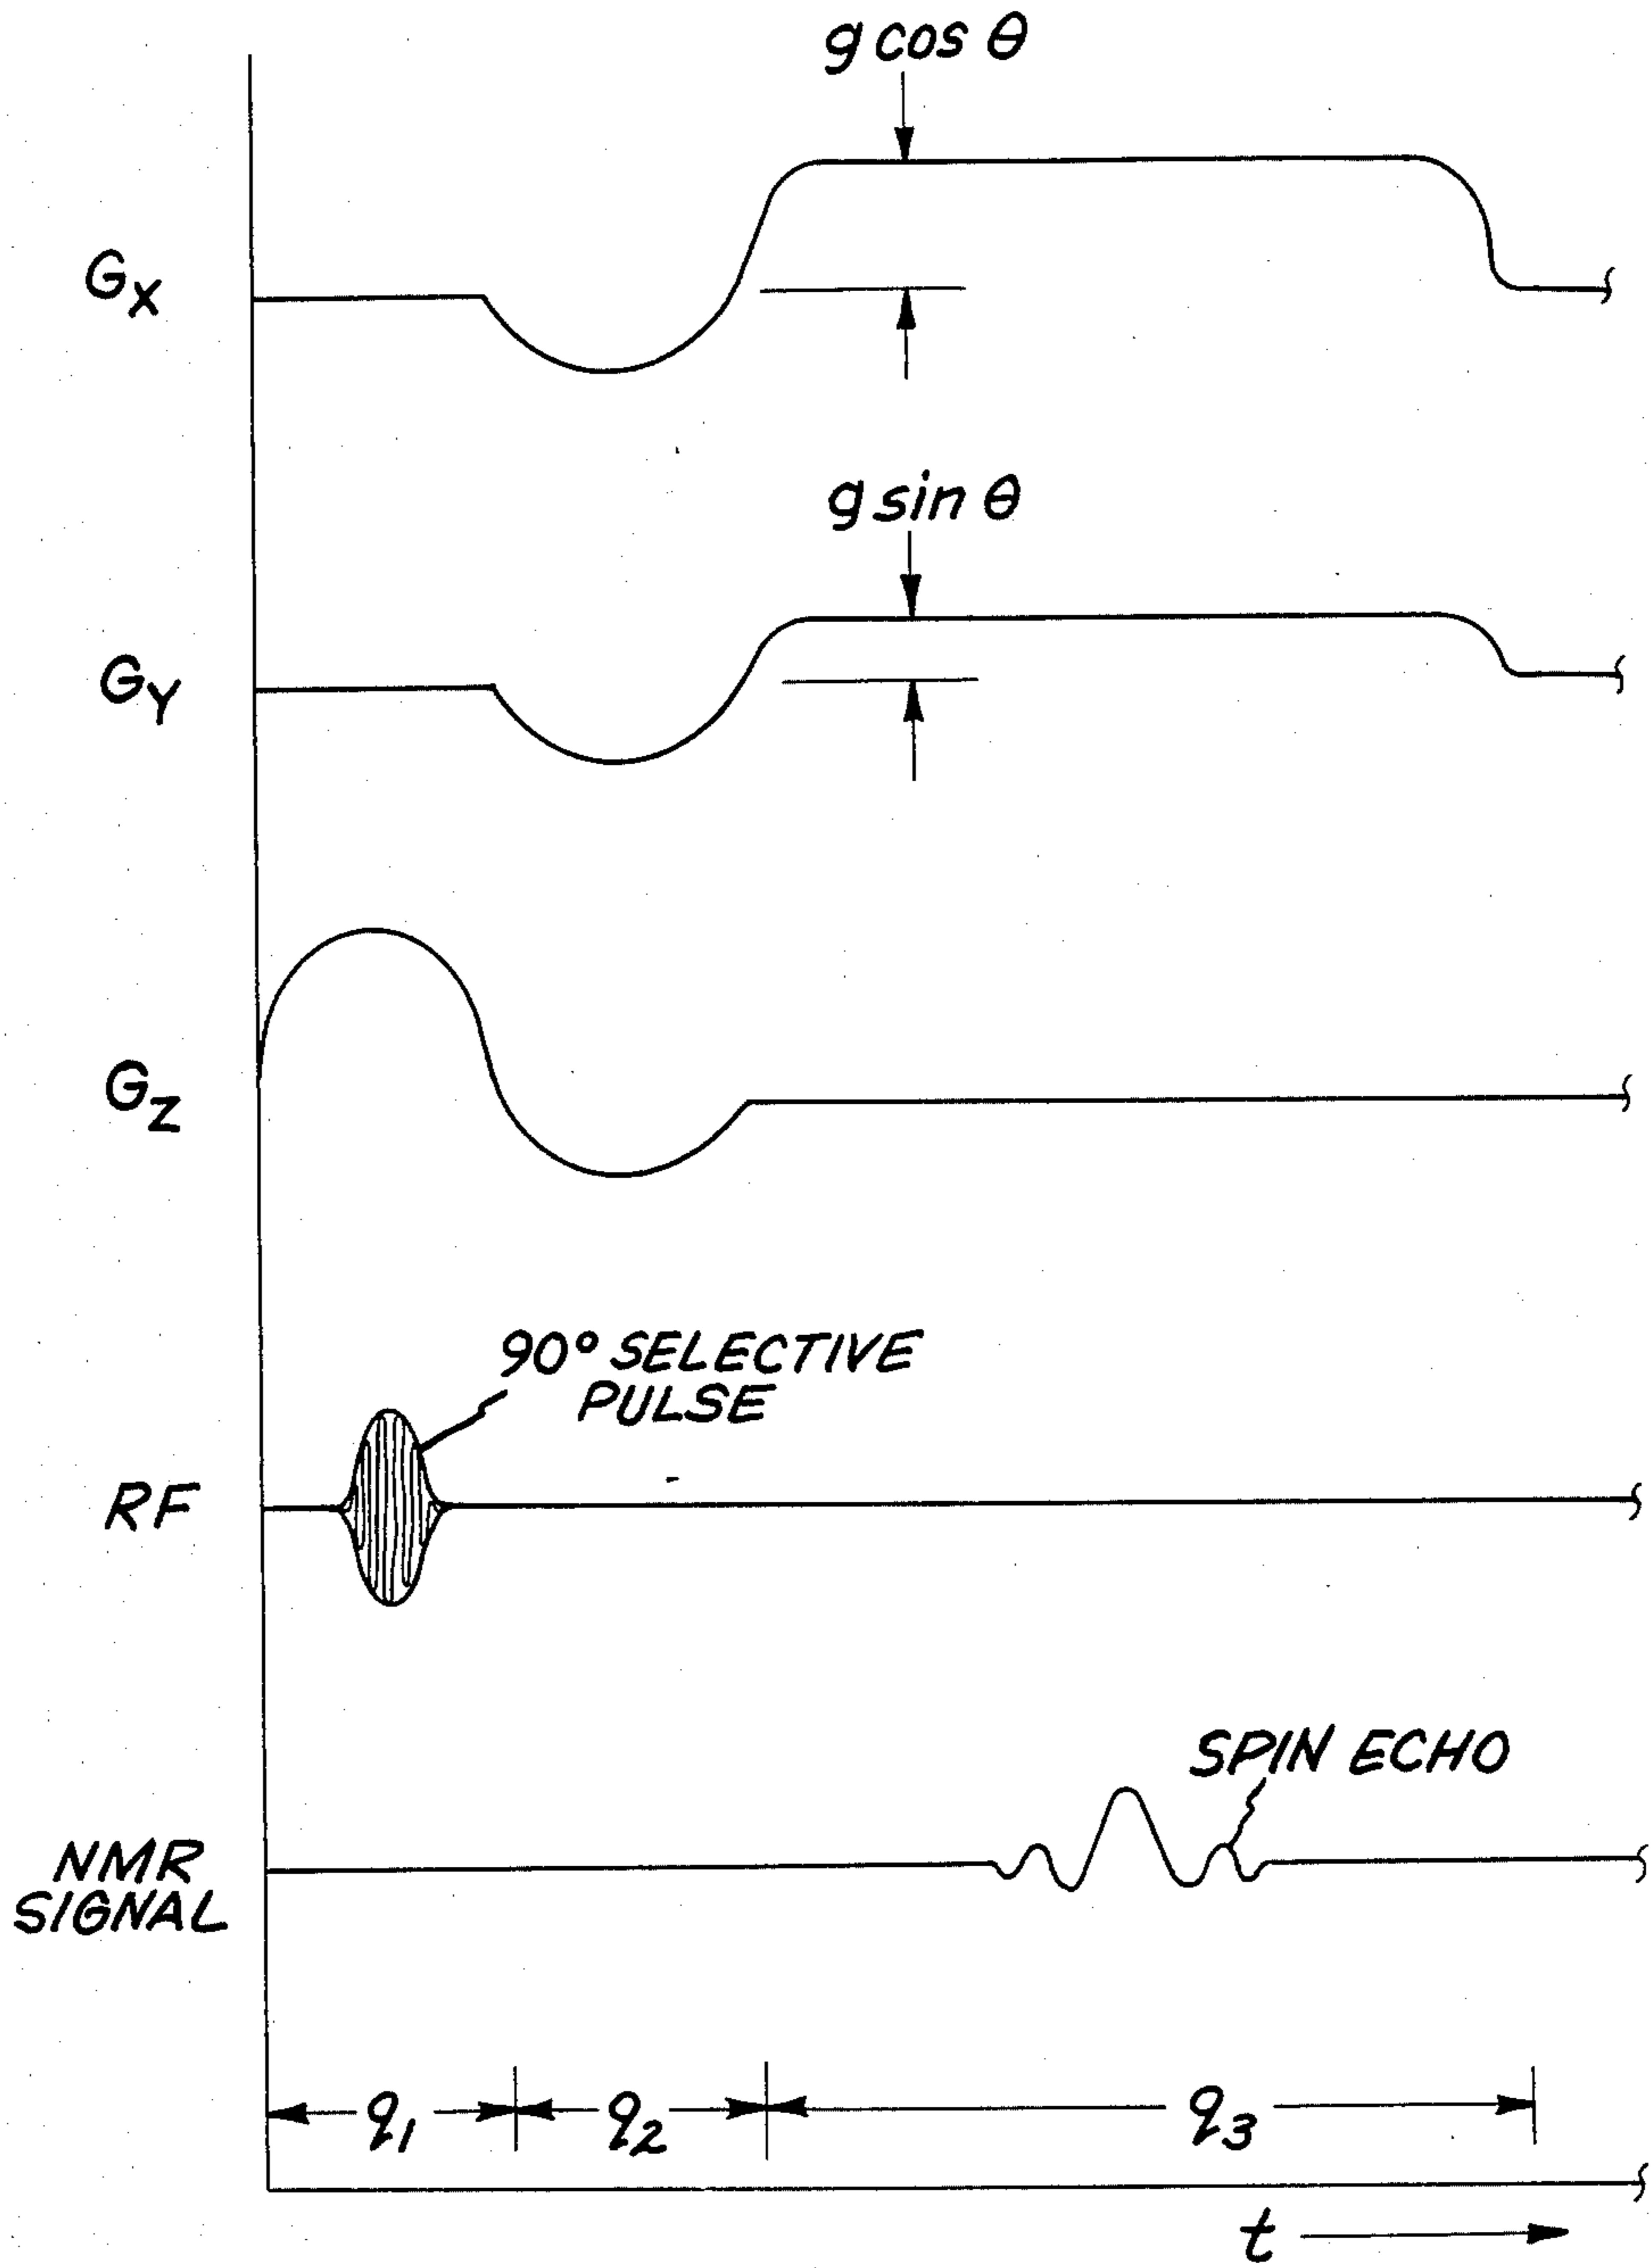 g cos θ
Gx
g sin θ
GY
Gz
90° SELECTIVE
PULSE
RF
SPIN ECHO
NMR
SIGNAL
q1
q2
q3
t